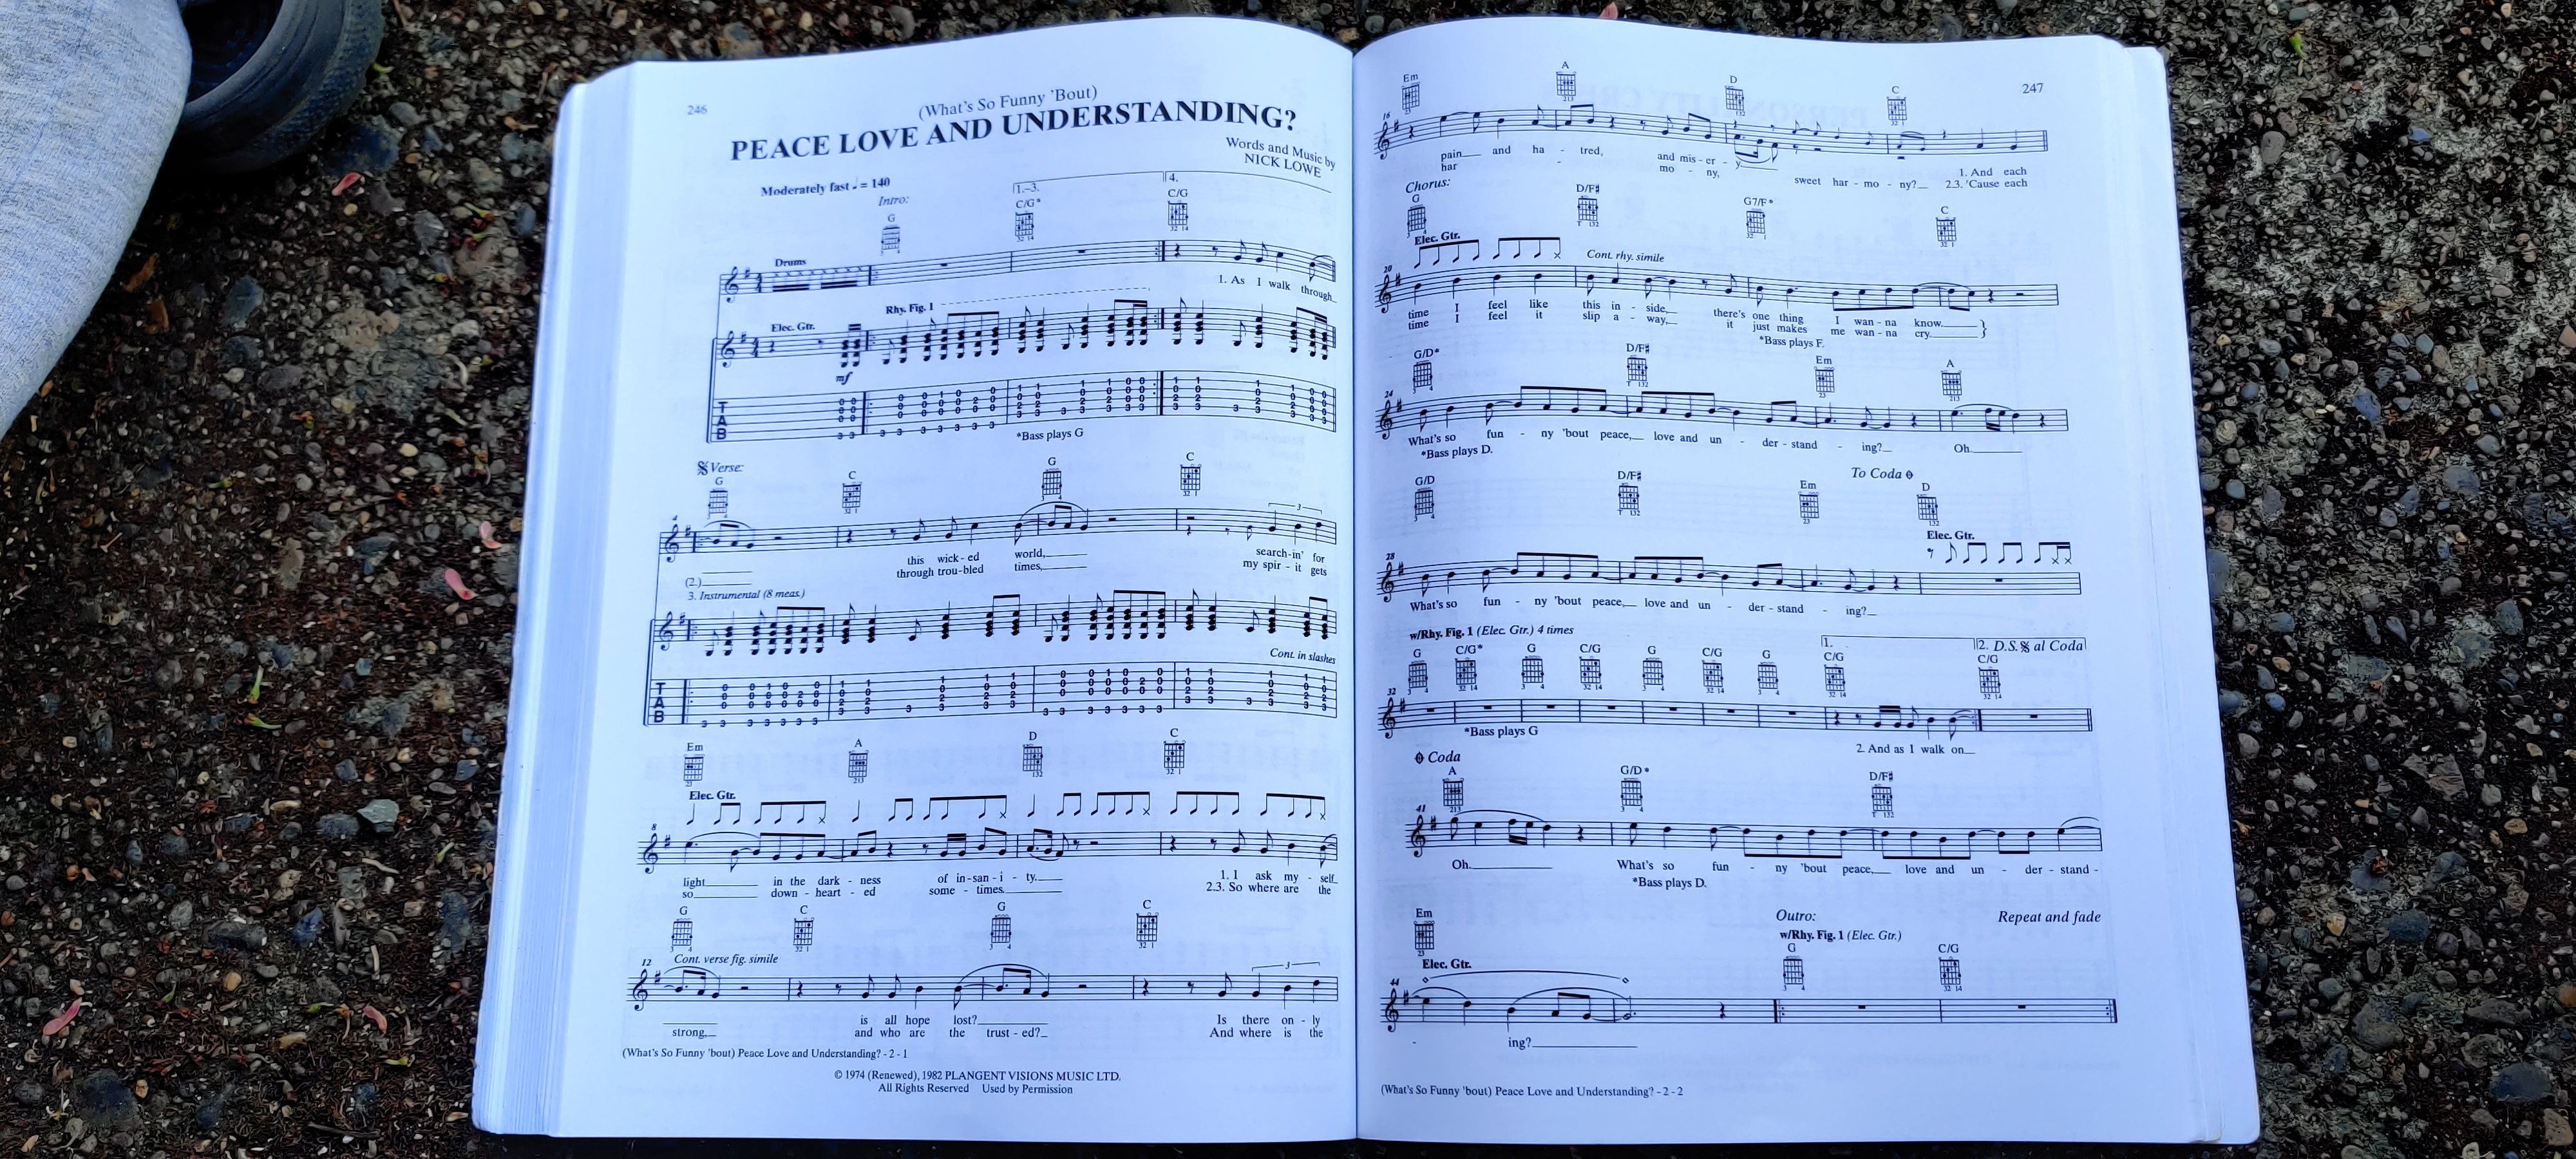 246
(What's So Funny 'Bout)
PEACE LOVE AND UNDERSTANDING?
Words and Music by
NICK LOWE
Moderately fast ♩ = 140
Intro:
1.-3.
4.
G C/G* C/G
Drums
1. As I walk through
Rhy. Fig. 1
Elec. Gtr.
mf
TAB
*Bass plays G
Verse:
G C G C
this wick - ed world, search-in' for
(2.) through trou-bled times, my spir - it gets
3. Instrumental (8 meas.)
Cont. in slashes
TAB
Em A D C
Elec. Gtr.
8
light in the dark - ness of in-san - i - ty. 1. I ask my - self
so down - heart - ed some - times. 2.3. So where are the
G C G C
12 Cont. verse fig. simile
is all hope lost? Is there on - ly
strong, and who are the trust - ed? And where is the
(What's So Funny 'bout) Peace Love and Understanding? - 2 - 1
© 1974 (Renewed), 1982 PLANGENT VISIONS MUSIC LTD.
All Rights Reserved Used by Permission
247
Em A D C
16
pain and ha - tred, and mis - er - y. 1. And each
har - mo - ny, sweet har - mo - ny? 2.3. 'Cause each
Chorus:
G D/F♯ G7/F* C
Elec. Gtr.
Cont. rhy. simile
20
time I feel like this in - side, there's one thing I wan - na know.
time I feel it slip a - way, it just makes me wan - na cry.
*Bass plays F.
G/D* D/F♯ Em A
24
What's so fun - ny 'bout peace, love and un - der - stand - ing? Oh
*Bass plays D.
To Coda
G/D D/F♯ Em D
Elec. Gtr.
28
What's so fun - ny 'bout peace, love and un - der - stand - ing?
w/Rhy. Fig. 1 (Elec. Gtr.) 4 times
1. 2. D.S. al Coda
G C/G* G C/G G C/G G C/G C/G
32
*Bass plays G
2. And as I walk on
Coda
A G/D* D/F♯
41
Oh. What's so fun - ny 'bout peace, love and un - der - stand -
*Bass plays D.
Em
Elec. Gtr.
Outro: Repeat and fade
w/Rhy. Fig. 1 (Elec. Gtr.)
G C/G
44
- ing?
(What's So Funny 'bout) Peace Love and Understanding? - 2 - 2